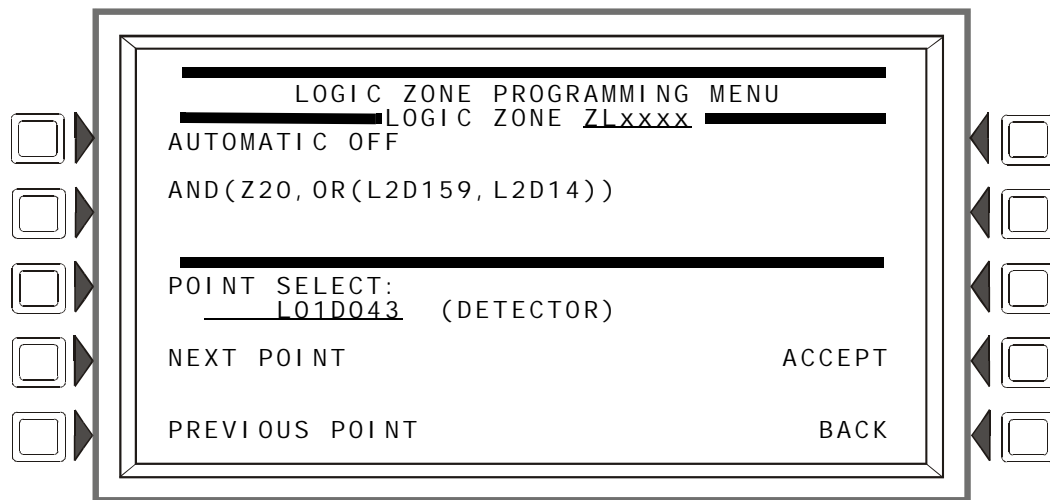 LOGIC ZONE PROGRAMMING MENU
LOGIC ZONE ZLxxxx
AUTOMATIC OFF
AND(Z20,OR(L2D159,L2D14))
POINT SELECT:
L01D043 (DETECTOR)
NEXT POINT ACCEPT
PREVIOUS POINT BACK